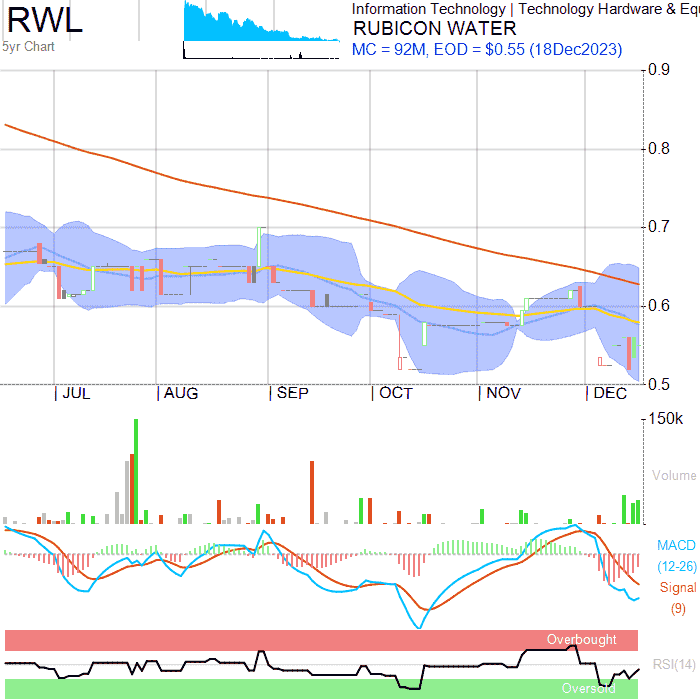 RWL
5yr Chart
Information Technology | Technology Hardware & Eq
RUBICON WATER
MC = 92M, EOD = $0.55 (18Dec2023)
0.9
0.8
0.7
0.6
0.5
JUL AUG SEP OCT NOV DEC
150k
Volume
MACD
(12-26)
Signal
(9)
Overbought
RSI(14)
Oversold